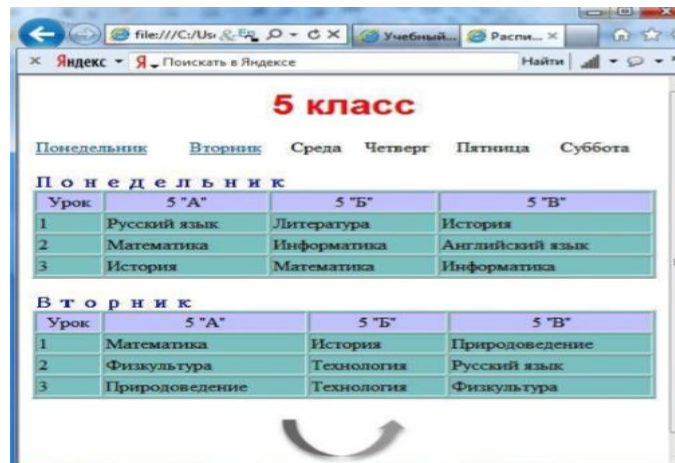 file:///C:/Us Учебный... Распи... ×
× Яндекс Я Поискать в Яндексе Найти
5 класс
Понедельник Вторник Среда Четверг Пятница Суббота
Понедельник
Урок 5 "А" 5 "Б" 5 "В"
1 Русский язык Литература История
2 Математика Информатика Английский язык
3 История Математика Информатика
Вторник
Урок 5 "А" 5 "Б" 5 "В"
1 Математика История Природоведение
2 Физкультура Технология Русский язык
3 Природоведение Технология Физкультура